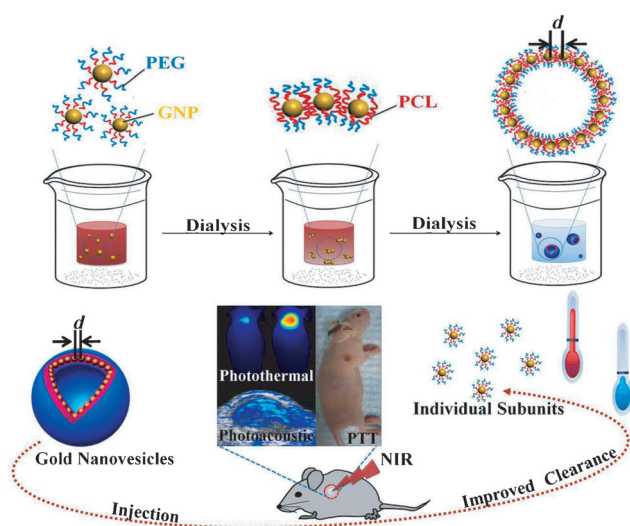 d
PEG
GNP
PCL
Dialysis
Dialysis
d
Photothermal
Photoacoustic
PTT
Individual Subunits
Gold Nanovesicles
NIR
Injection
Improved Clearance